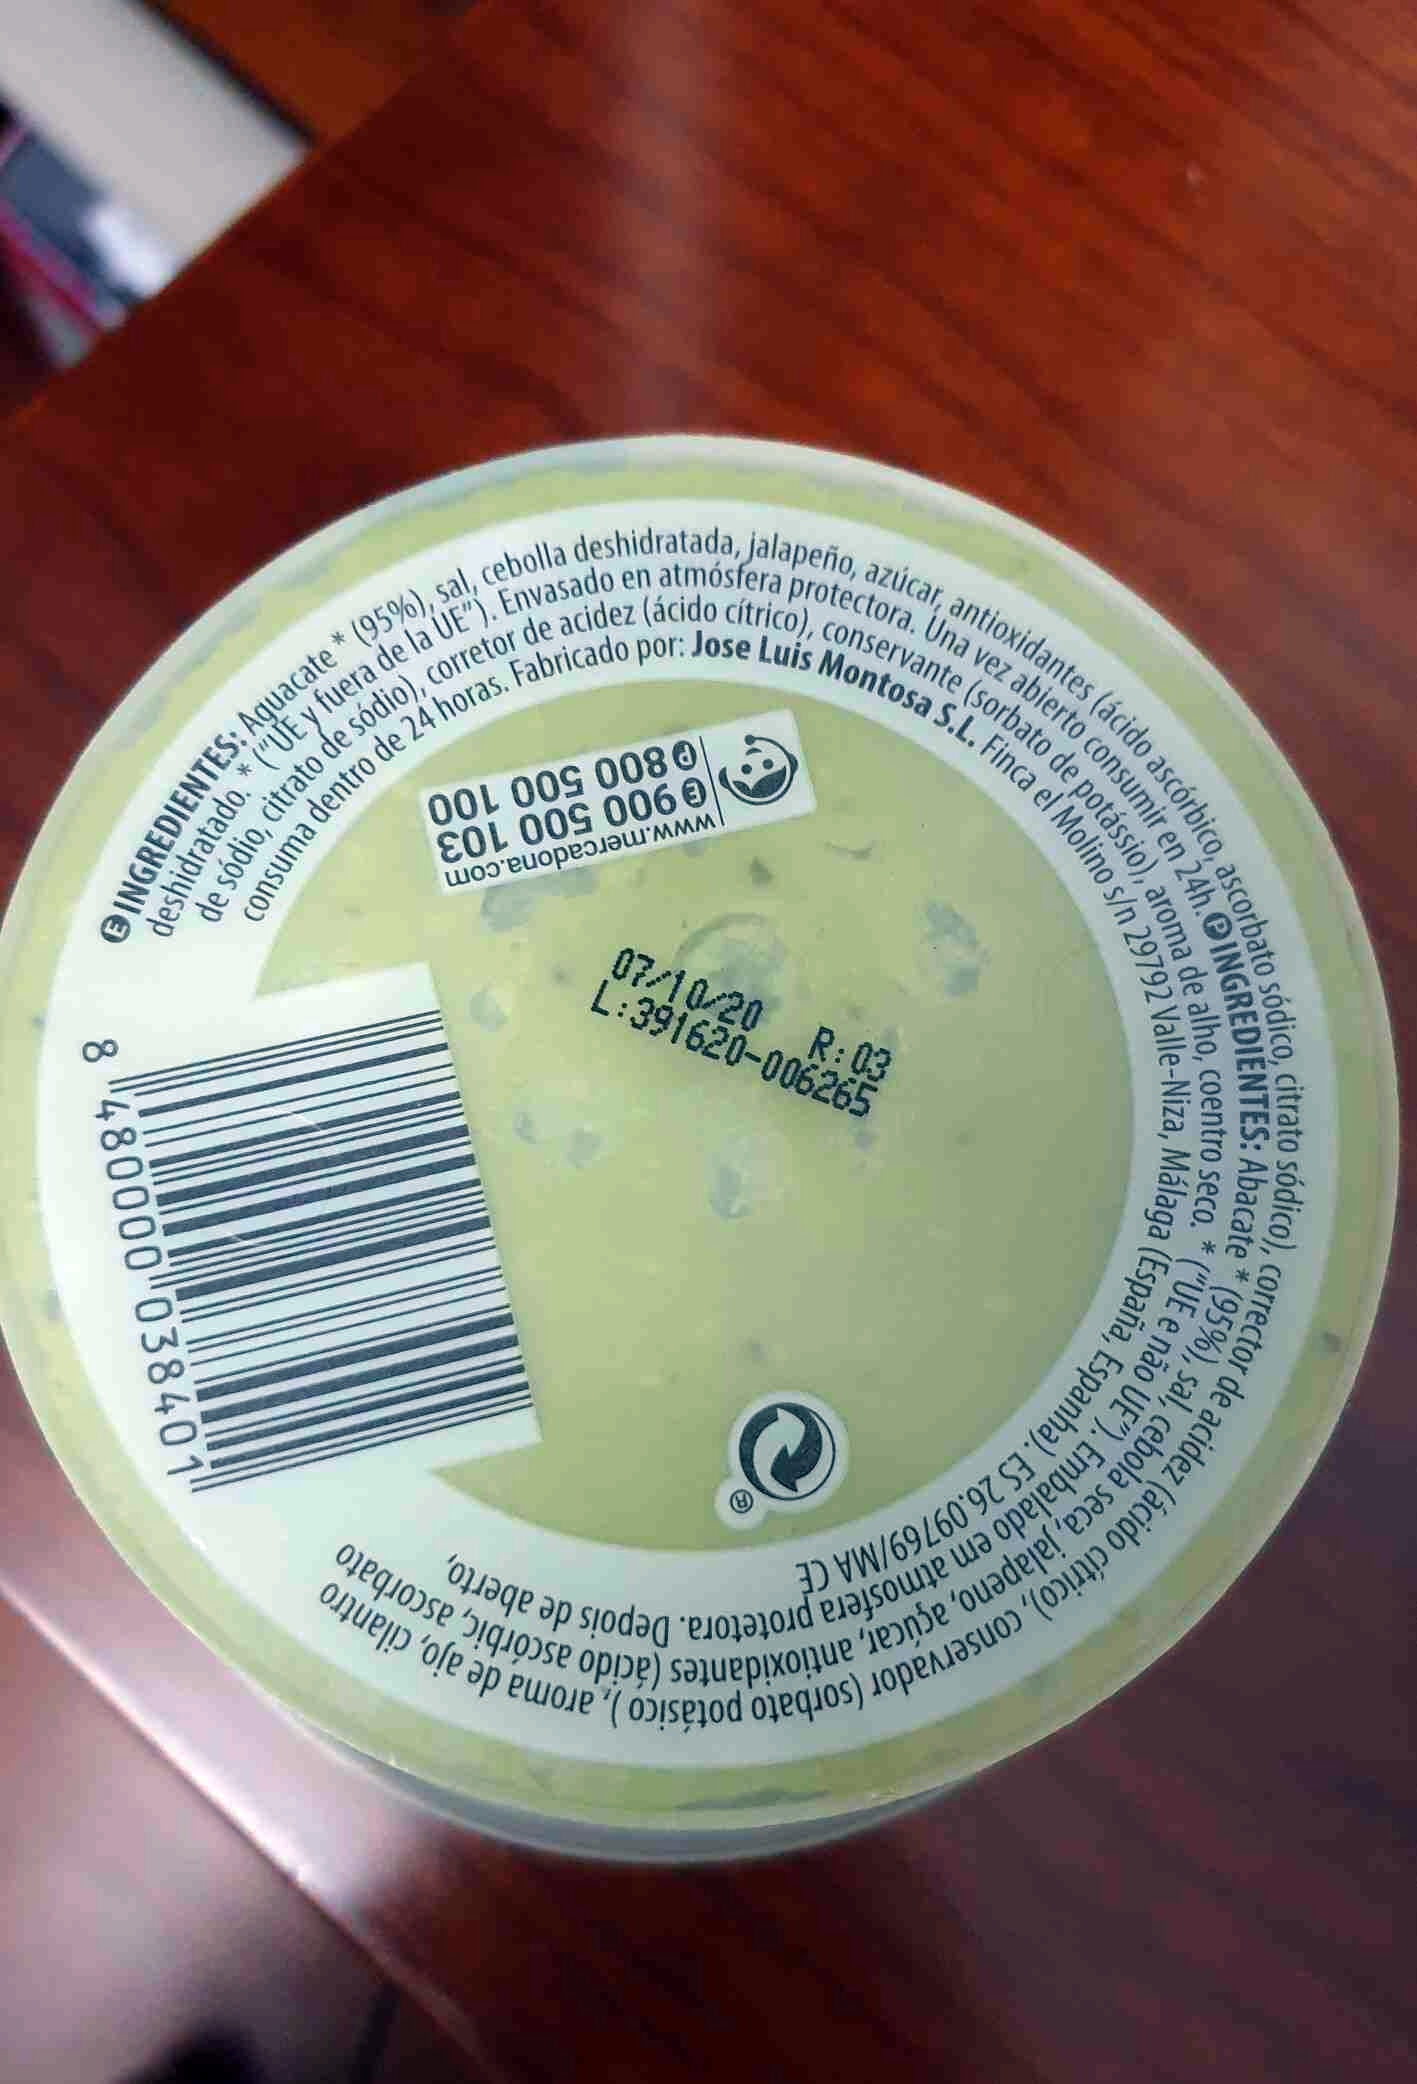 Ⓔ INGREDIENTES: Aguacate * (95%), sal, cebolla deshidratada, jalapeño, azúcar, antioxidantes (ácido ascórbico, ascorbato sódico, citrato sódico), corrector de acidez (ácido cítrico), conservador (sorbato potásico ), aroma de ajo, cilantro
deshidratado. * ("UE y fuera de la UE"). Envasado en atmósfera protectora. Una vez abierto consumir en 24h. Ⓟ INGREDIENTES: Abacate * (95%), sal, cebola seca, jalapeno, açúcar, antioxidantes (ácido ascórbic, ascorbato
de sódio, citrato de sódio), corretor de acidez (ácido cítrico), conservante (sorbato de potássio), aroma de alho, coentro seco. * ("UE e não UE"). Embalado em atmosfera protetora. Depois de aberto,
consuma dentro de 24 horas. Fabricado por: Jose Luis Montosa S.L. Finca el Molino s/n 29792 Valle-Niza, Málaga (España, Espanha). ES 26.09769/MA CE
www.mercadona.com
Ⓔ 900 500 103
Ⓟ 800 500 100
07/10/20 R:03
L:391620-006265
8 480000 038401
®